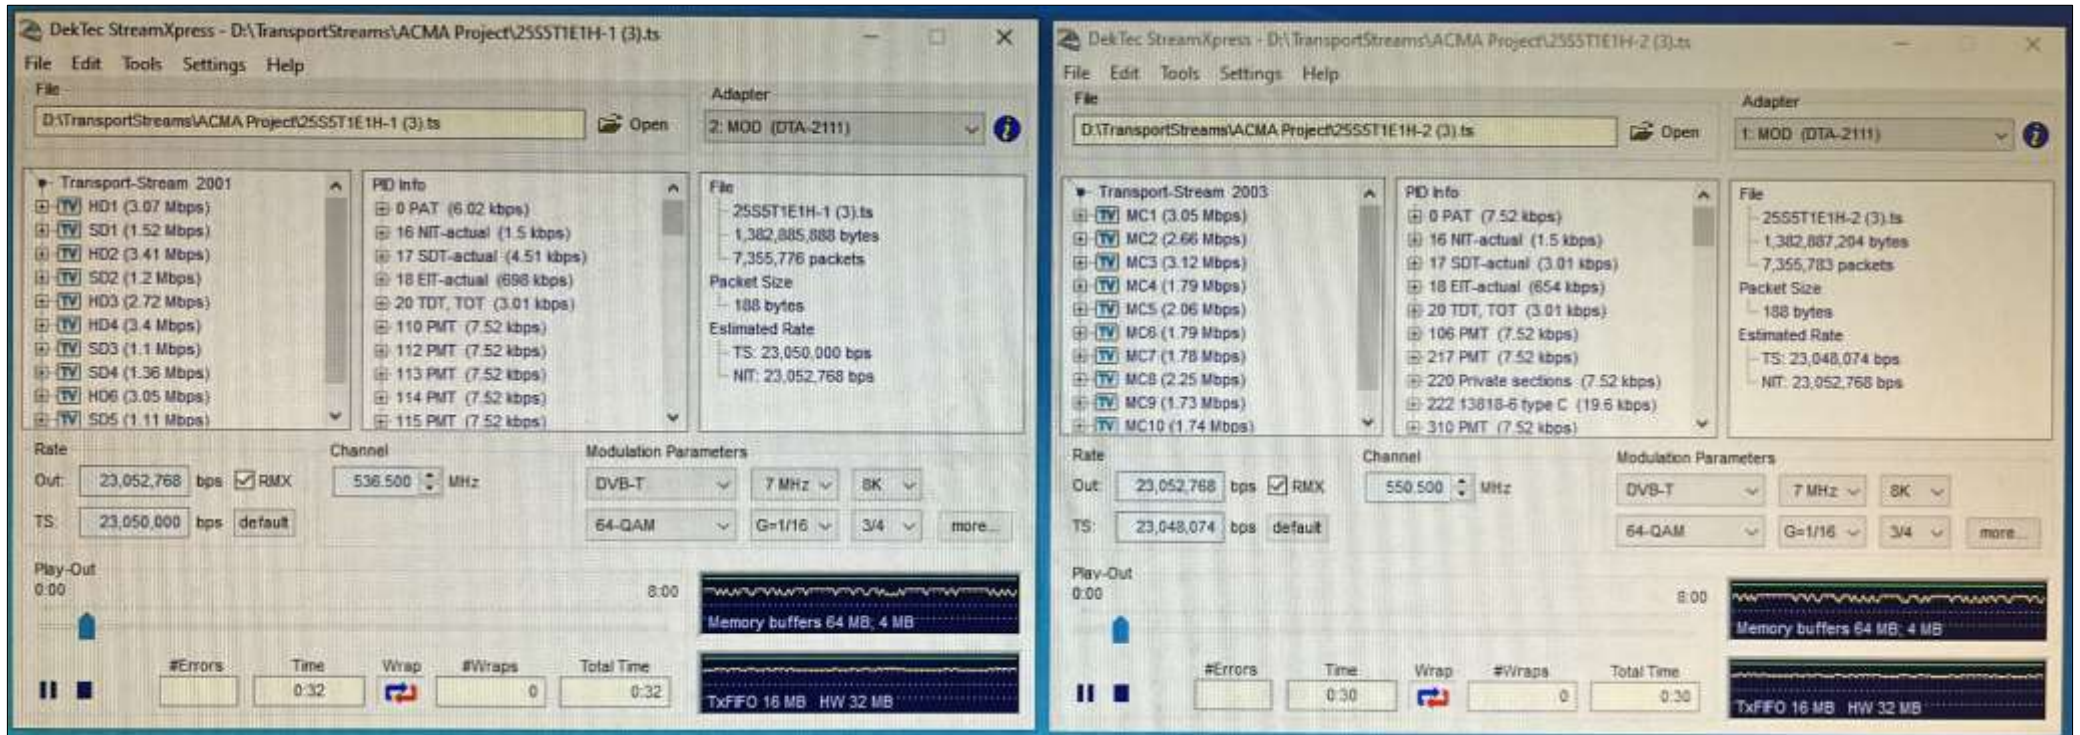 DekTec StreamXpress - D:\TransportStreams\ACMA Project\25S5T1E1H-1 (3).ts
File Edit Tools Settings Help
File
D:\TransportStreams\ACMA Project\25S5T1E1H-1 (3).ts
Open
Adapter
2: MOD (DTA-2111)
Transport-Stream 2001
TV HD1 (3.07 Mbps)
TV SD1 (1.52 Mbps)
TV HD2 (3.41 Mbps)
TV SD2 (1.2 Mbps)
TV HD3 (2.72 Mbps)
TV HD4 (3.4 Mbps)
TV SD3 (1.1 Mbps)
TV SD4 (1.36 Mbps)
TV HD6 (3.05 Mbps)
TV SD5 (1.11 Mbps)
PID Info
0 PAT (6.02 kbps)
16 NIT-actual (1.5 kbps)
17 SDT-actual (4.51 kbps)
18 EIT-actual (698 kbps)
20 TDT, TOT (3.01 kbps)
110 PMT (7.52 kbps)
112 PMT (7.52 kbps)
113 PMT (7.52 kbps)
114 PMT (7.52 kbps)
115 PMT (7.52 kbps)
File
25S5T1E1H-1 (3).ts
1,382,885,888 bytes
7,355,776 packets
Packet Size
188 bytes
Estimated Rate
TS: 23,050,000 bps
NIT: 23,052,768 bps
Rate
Out: 23,052,768 bps RMX
TS: 23,050,000 bps default
Channel
536.500 MHz
Modulation Parameters
DVB-T 7 MHz 8K
64-QAM G=1/16 3/4 more...
Play-Out
0:00 8:00
Memory buffers 64 MB; 4 MB
#Errors Time Wrap #Wraps Total Time
0:32 0 0:32
TxFIFO 16 MB HW 32 MB
DekTec StreamXpress - D:\TransportStreams\ACMA Project\25S5T1E1H-2 (3).ts
File Edit Tools Settings Help
File
D:\TransportStreams\ACMA Project\25S5T1E1H-2 (3).ts
Open
Adapter
1: MOD (DTA-2111)
Transport-Stream 2003
TV MC1 (3.05 Mbps)
TV MC2 (2.66 Mbps)
TV MC3 (3.12 Mbps)
TV MC4 (1.79 Mbps)
TV MC5 (2.06 Mbps)
TV MC6 (1.79 Mbps)
TV MC7 (1.78 Mbps)
TV MC8 (2.25 Mbps)
TV MC9 (1.73 Mbps)
TV MC10 (1.74 Mbps)
PID Info
0 PAT (7.52 kbps)
16 NIT-actual (1.5 kbps)
17 SDT-actual (3.01 kbps)
18 EIT-actual (654 kbps)
20 TDT, TOT (3.01 kbps)
106 PMT (7.52 kbps)
217 PMT (7.52 kbps)
220 Private sections (7.52 kbps)
222 13818-6 type C (19.6 kbps)
310 PMT (7.52 kbps)
File
25S5T1E1H-2 (3).ts
1,382,887,204 bytes
7,355,783 packets
Packet Size
188 bytes
Estimated Rate
TS: 23,048,074 bps
NIT: 23,052,768 bps
Rate
Out: 23,052,768 bps RMX
TS: 23,048,074 bps default
Channel
550.500 MHz
Modulation Parameters
DVB-T 7 MHz 8K
64-QAM G=1/16 3/4 more...
Play-Out
0:00 8:00
Memory buffers 64 MB; 4 MB
#Errors Time Wrap #Wraps Total Time
0:30 0 0:30
TxFIFO 16 MB HW 32 MB